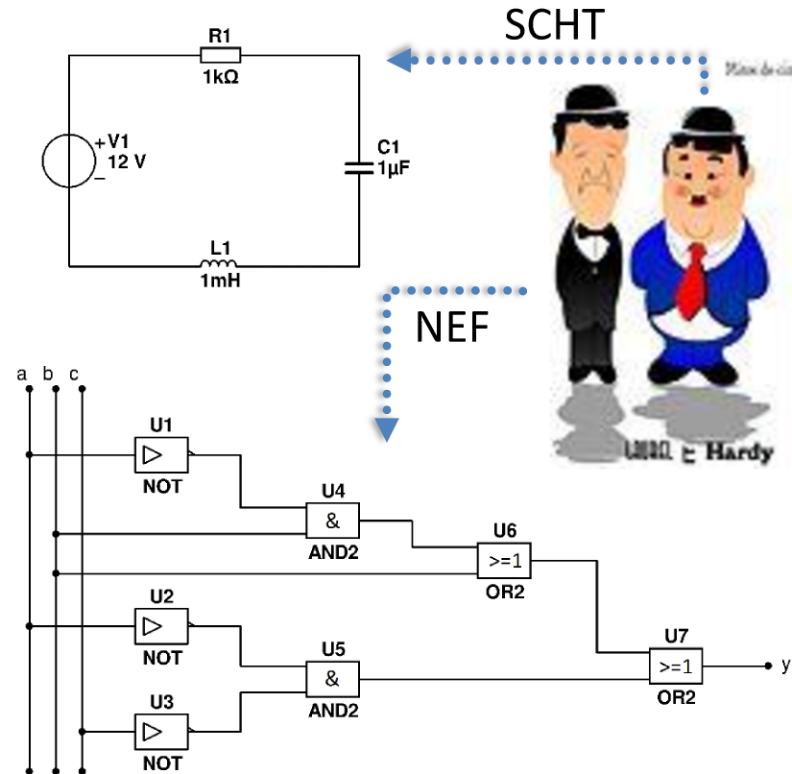 SCHT
R1
1kΩ
+ V1
12 V
–
C1
1µF
L1
1mH
NEF
Hardy
a b c
U1
NOT
U4
&
AND2
U6
>=1
OR2
U2
NOT
U5
&
AND2
U3
NOT
U7
>=1
OR2
y